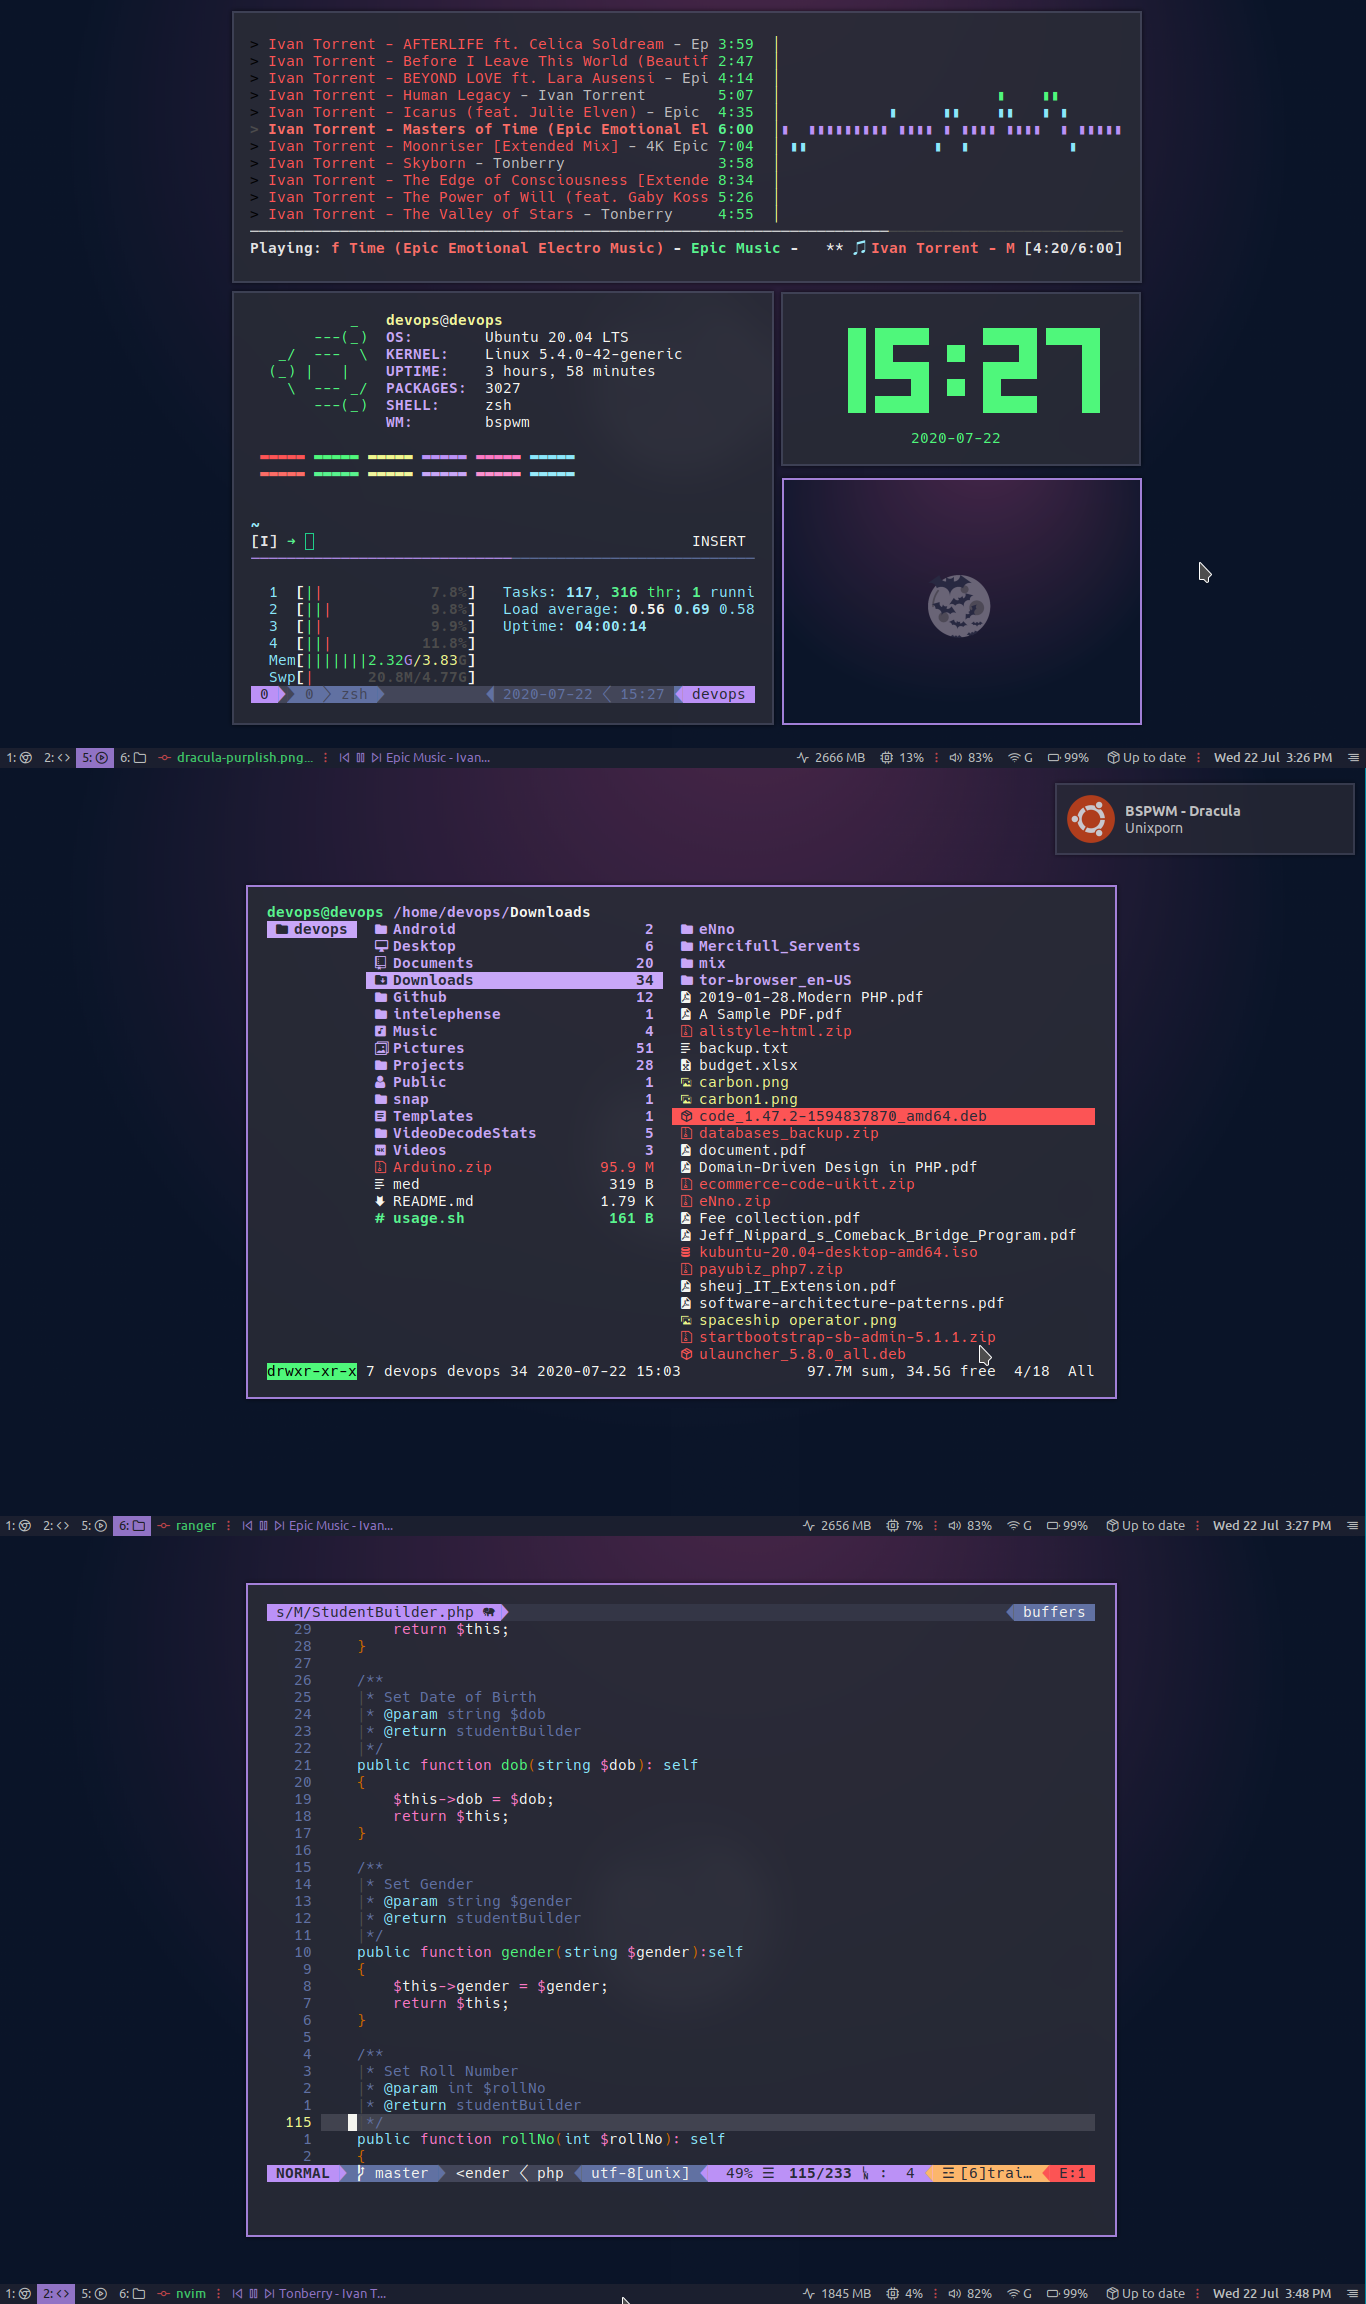 > Ivan Torrent - AFTERLIFE ft. Celica Soldream - Ep 3:59
> Ivan Torrent - Before I Leave This World (Beautif 2:47
> Ivan Torrent - BEYOND LOVE ft. Lara Ausensi - Epi 4:14
> Ivan Torrent - Human Legacy - Ivan Torrent 5:07
> Ivan Torrent - Icarus (feat. Julie Elven) - Epic 4:35
> Ivan Torrent - Masters of Time (Epic Emotional El 6:00
> Ivan Torrent - Moonriser [Extended Mix] - 4K Epic 7:04
> Ivan Torrent - Skyborn - Tonberry 3:58
> Ivan Torrent - The Edge of Consciousness [Extende 8:34
> Ivan Torrent - The Power of Will (feat. Gaby Koss 5:26
> Ivan Torrent - The Valley of Stars - Tonberry 4:55
Playing: f Time (Epic Emotional Electro Music) - Epic Music - ** 🎵Ivan Torrent - M [4:20/6:00]
devops@devops
OS: Ubuntu 20.04 LTS
KERNEL: Linux 5.4.0-42-generic
UPTIME: 3 hours, 58 minutes
PACKAGES: 3027
SHELL: zsh
WM: bspwm
~
[I] ➜ INSERT
1 [|| 7.8%] Tasks: 117, 316 thr; 1 runni
2 [||| 9.8%] Load average: 0.56 0.69 0.58
3 [|| 9.9%] Uptime: 04:00:14
4 [||| 11.8%]
Mem[|||||||2.32G/3.83G]
Swp[| 20.8M/4.77G]
0 0 zsh 2020-07-22 15:27 devops
15:27
2020-07-22
1: 2: <> 5: 6: dracula-purplish.png... Epic Music - Ivan... 2666 MB 13% 83% G 99% Up to date Wed 22 Jul 3:26 PM
BSPWM - Dracula
Unixporn
devops@devops /home/devops/Downloads
devops Android 2 eNno
Desktop 6 Mercifull_Servents
Documents 20 mix
Downloads 34 tor-browser_en-US
Github 12 2019-01-28.Modern PHP.pdf
intelephense 1 A Sample PDF.pdf
Music 4 alistyle-html.zip
Pictures 51 backup.txt
Projects 28 budget.xlsx
Public 1 carbon.png
snap 1 carbon1.png
Templates 1 code_1.47.2-1594837870_amd64.deb
VideoDecodeStats 5 databases_backup.zip
Videos 3 document.pdf
Arduino.zip 95.9 M Domain-Driven Design in PHP.pdf
med 319 B ecommerce-code-uikit.zip
README.md 1.79 K eNno.zip
# usage.sh 161 B Fee collection.pdf
Jeff_Nippard_s_Comeback_Bridge_Program.pdf
kubuntu-20.04-desktop-amd64.iso
payubiz_php7.zip
sheuj_IT_Extension.pdf
software-architecture-patterns.pdf
spaceship operator.png
startbootstrap-sb-admin-5.1.1.zip
ulauncher_5.8.0_all.deb
drwxr-xr-x 7 devops devops 34 2020-07-22 15:03 97.7M sum, 34.5G free 4/18 All
1: 2: <> 5: 6: ranger Epic Music - Ivan... 2656 MB 7% 83% G 99% Up to date Wed 22 Jul 3:27 PM
s/M/StudentBuilder.php buffers
29 return $this;
28 }
27
26 /**
25 |* Set Date of Birth
24 |* @param string $dob
23 |* @return studentBuilder
22 |*/
21 public function dob(string $dob): self
20 {
19 $this->dob = $dob;
18 return $this;
17 }
16
15 /**
14 |* Set Gender
13 |* @param string $gender
12 |* @return studentBuilder
11 |*/
10 public function gender(string $gender):self
9 {
8 $this->gender = $gender;
7 return $this;
6 }
5
4 /**
3 |* Set Roll Number
2 |* @param int $rollNo
1 |* @return studentBuilder
115 */
1 public function rollNo(int $rollNo): self
2 {
NORMAL master <ender php utf-8[unix] 49% ☰ 115/233 : 4 [6]trai… E:1
1: 2: <> 5: 6: nvim Tonberry - Ivan T... 1845 MB 4% 82% G 99% Up to date Wed 22 Jul 3:48 PM